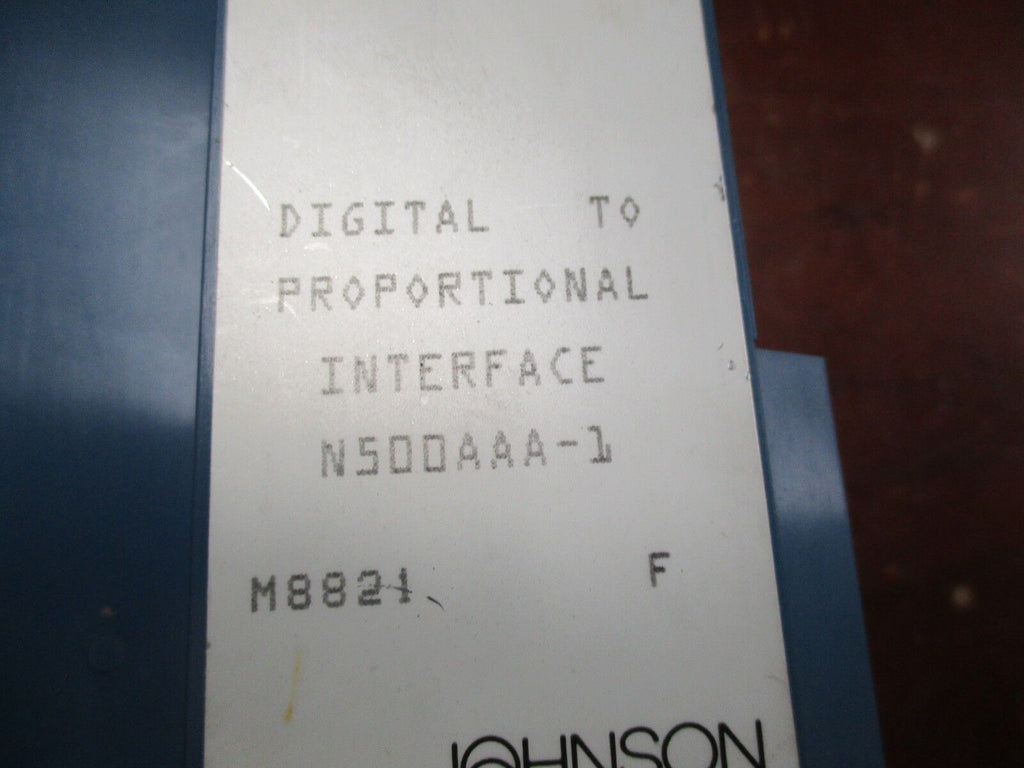 DIGITAL TO
PROPORTIONAL
INTERFACE
N500AAA-1
M8821 F
JOHNSON